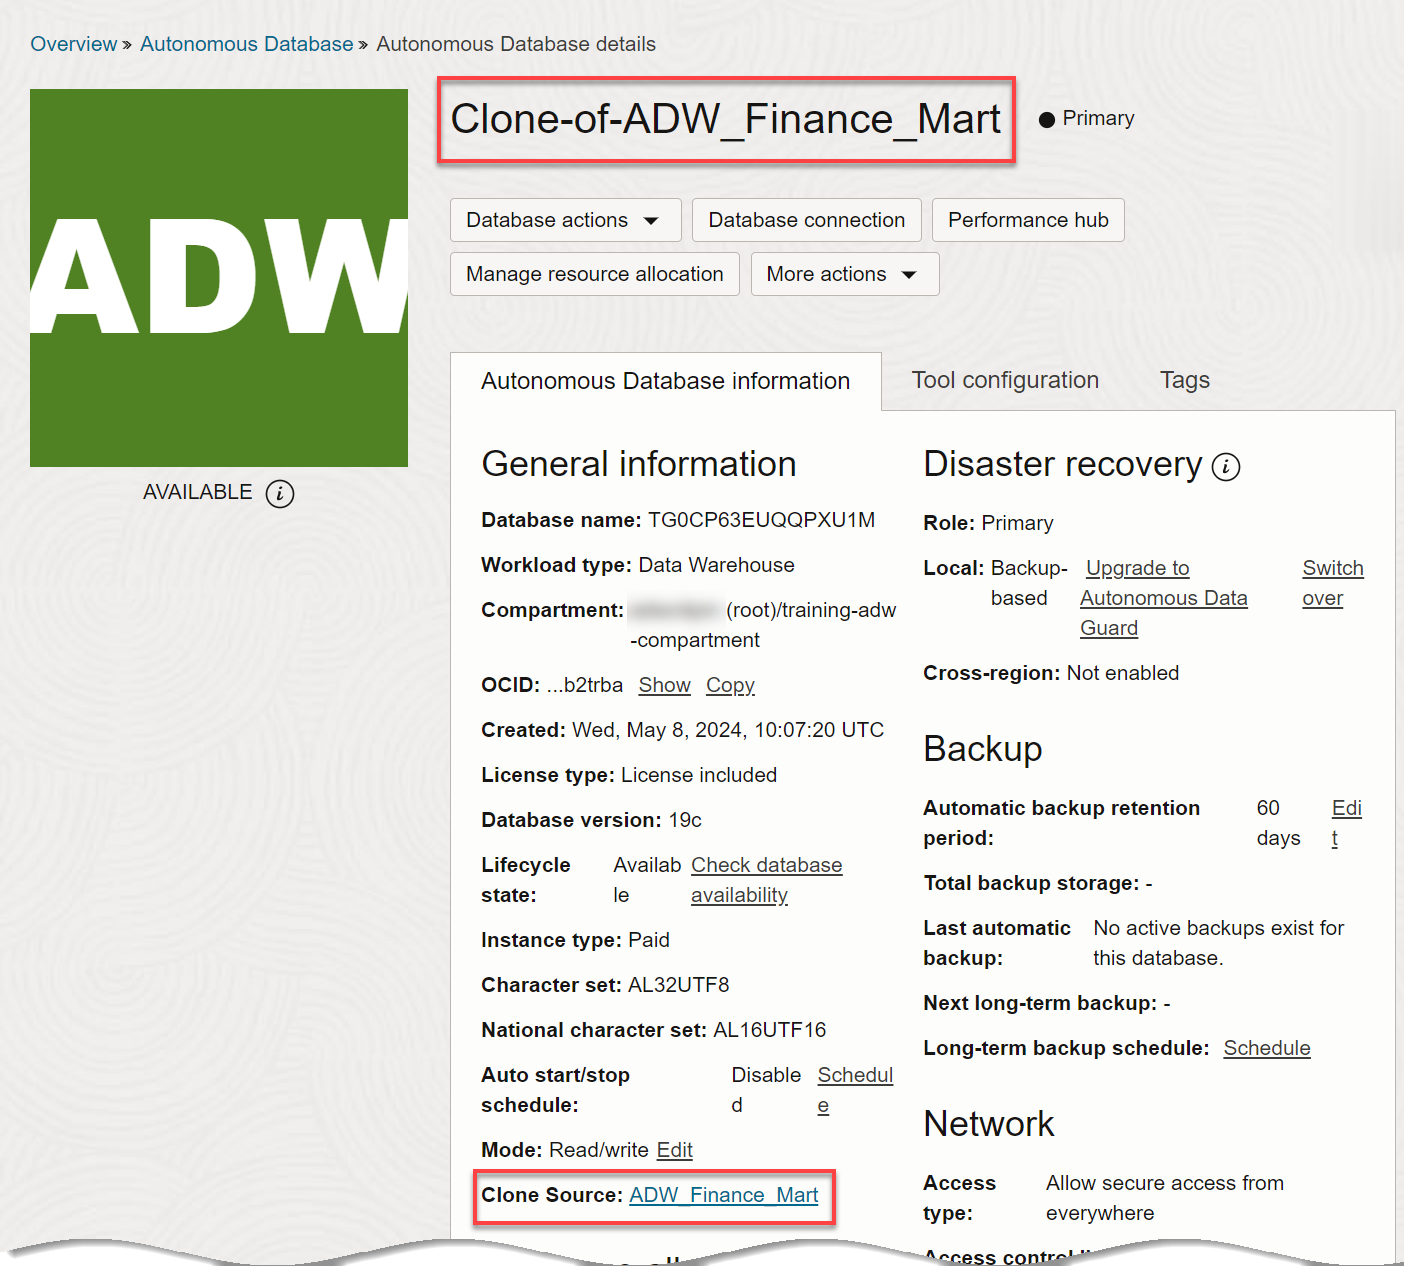 Overview » Autonomous Database » Autonomous Database details
ADW
AVAILABLE i
Clone-of-ADW_Finance_Mart
Primary
Database actions
Database connection
Performance hub
Manage resource allocation
More actions
Autonomous Database information
Tool configuration
Tags
General information
Database name: TG0CP63EUQQPXU1M
Workload type: Data Warehouse
Compartment: (root)/training-adw
-compartment
OCID: ...b2trba Show Copy
Created: Wed, May 8, 2024, 10:07:20 UTC
License type: License included
Database version: 19c
Lifecycle Availab Check database
state: le availability
Instance type: Paid
Character set: AL32UTF8
National character set: AL16UTF16
Auto start/stop Disable Schedul
schedule: d e
Mode: Read/write Edit
Clone Source: ADW_Finance_Mart
Disaster recovery i
Role: Primary
Local: Backup- Upgrade to Switch
based Autonomous Data over
Guard
Cross-region: Not enabled
Backup
Automatic backup retention 60 Edi
period: days t
Total backup storage: -
Last automatic No active backups exist for
backup: this database.
Next long-term backup: -
Long-term backup schedule: Schedule
Network
Access Allow secure access from
type: everywhere
Access control